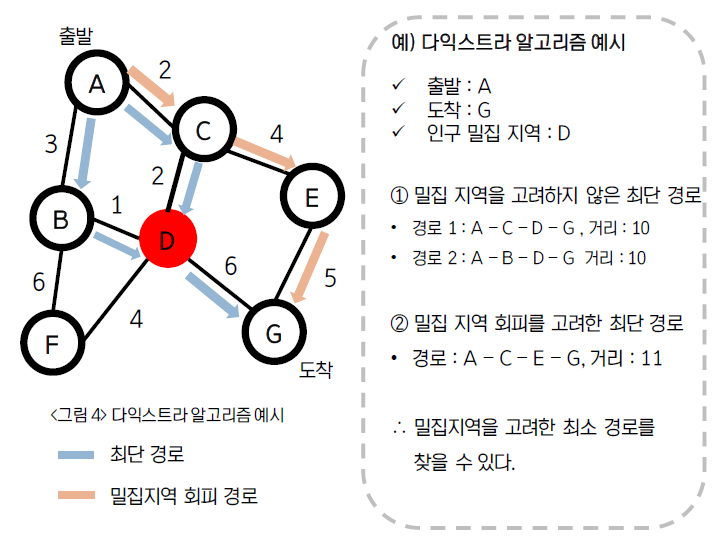 출발
A
2
C
4
3
2
E
B
1
D
6
5
6
4
G
F
도착
<그림 4> 다익스트라 알고리즘 예시
최단 경로
밀집지역 회피 경로
예) 다익스트라 알고리즘 예시
✓ 출발 : A
✓ 도착 : G
✓ 인구 밀집 지역 : D
① 밀집 지역을 고려하지 않은 최단 경로
• 경로 1 : A – C – D – G , 거리 : 10
• 경로 2 : A – B – D – G 거리 : 10
② 밀집 지역 회피를 고려한 최단 경로
• 경로 : A – C – E – G, 거리 : 11
∴ 밀집지역을 고려한 최소 경로를
찾을 수 있다.